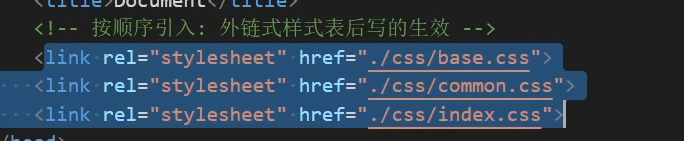 <title>Document</title>
<!-- 按顺序引入: 外链式样式表后写的生效 -->
<link rel="stylesheet" href="./css/base.css">
<link rel="stylesheet" href="./css/common.css">
<link rel="stylesheet" href="./css/index.css">
</head>